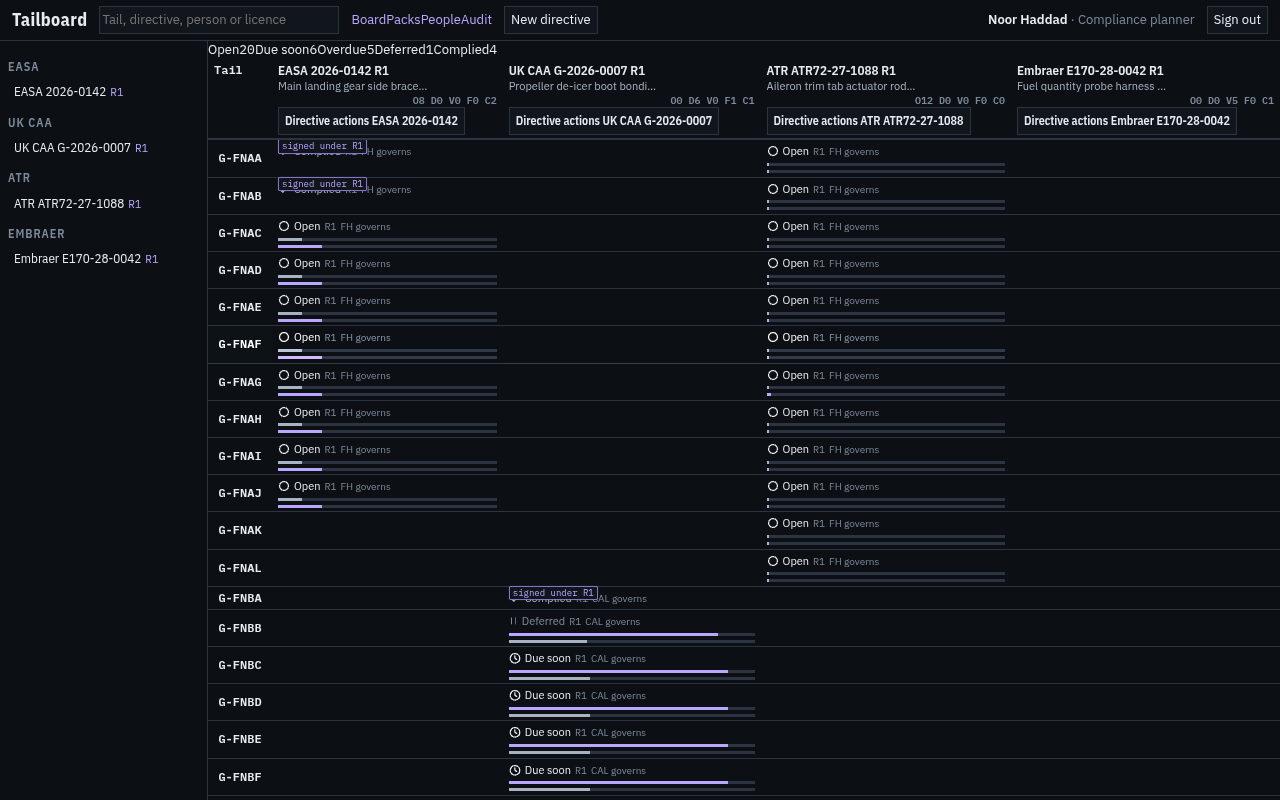 Tailboard Tail, directive, person or licence BoardPacksPeopleAudit New directive Noor Haddad · Compliance planner Sign out
EASA
EASA 2026-0142 R1
UK CAA
UK CAA G-2026-0007 R1
ATR
ATR ATR72-27-1088 R1
EMBRAER
Embraer E170-28-0042 R1
Open20Due soon6Overdue5Deferred1Complied4
Tail EASA 2026-0142 R1 UK CAA G-2026-0007 R1 ATR ATR72-27-1088 R1 Embraer E170-28-0042 R1
Main landing gear side brace… Propeller de-icer boot bondi… Aileron trim tab actuator rod… Fuel quantity probe harness …
O8 D0 V0 F0 C2 O0 D6 V0 F1 C1 O12 D0 V0 F0 C0 O0 D0 V5 F0 C1
Directive actions EASA 2026-0142 Directive actions UK CAA G-2026-0007 Directive actions ATR ATR72-27-1088 Directive actions Embraer E170-28-0042
G-FNAA signed under R1 H governs Open R1 FH governs
G-FNAB signed under R1 H governs Open R1 FH governs
G-FNAC Open R1 FH governs Open R1 FH governs
G-FNAD Open R1 FH governs Open R1 FH governs
G-FNAE Open R1 FH governs Open R1 FH governs
G-FNAF Open R1 FH governs Open R1 FH governs
G-FNAG Open R1 FH governs Open R1 FH governs
G-FNAH Open R1 FH governs Open R1 FH governs
G-FNAI Open R1 FH governs Open R1 FH governs
G-FNAJ Open R1 FH governs Open R1 FH governs
G-FNAK Open R1 FH governs
G-FNAL Open R1 FH governs
G-FNBA signed under R1 AL governs
G-FNBB Deferred R1 CAL governs
G-FNBC Due soon R1 CAL governs
G-FNBD Due soon R1 CAL governs
G-FNBE Due soon R1 CAL governs
G-FNBF Due soon R1 CAL governs